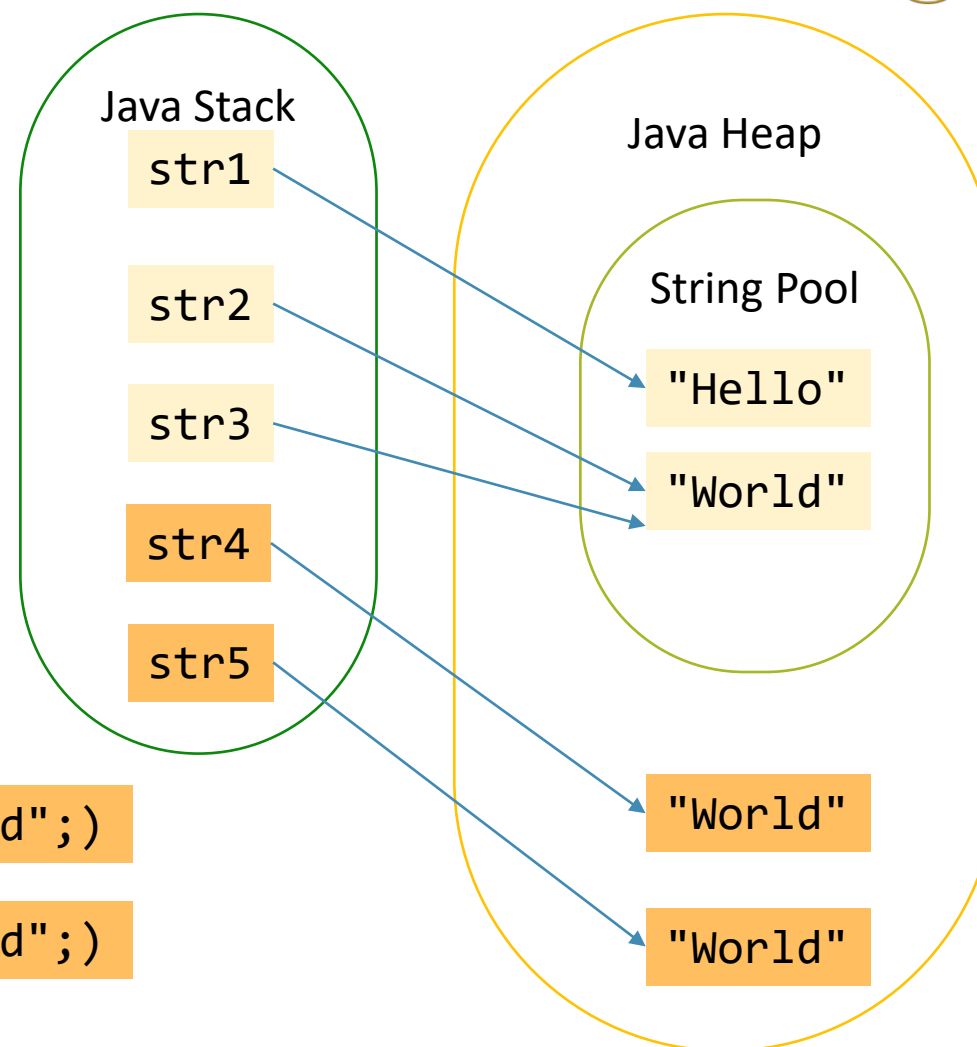 Java Stack
str1
str2
str3
str4
str5
d";)
d";)
Java Heap
String Pool
"Hello"
"World"
"World"
"World"